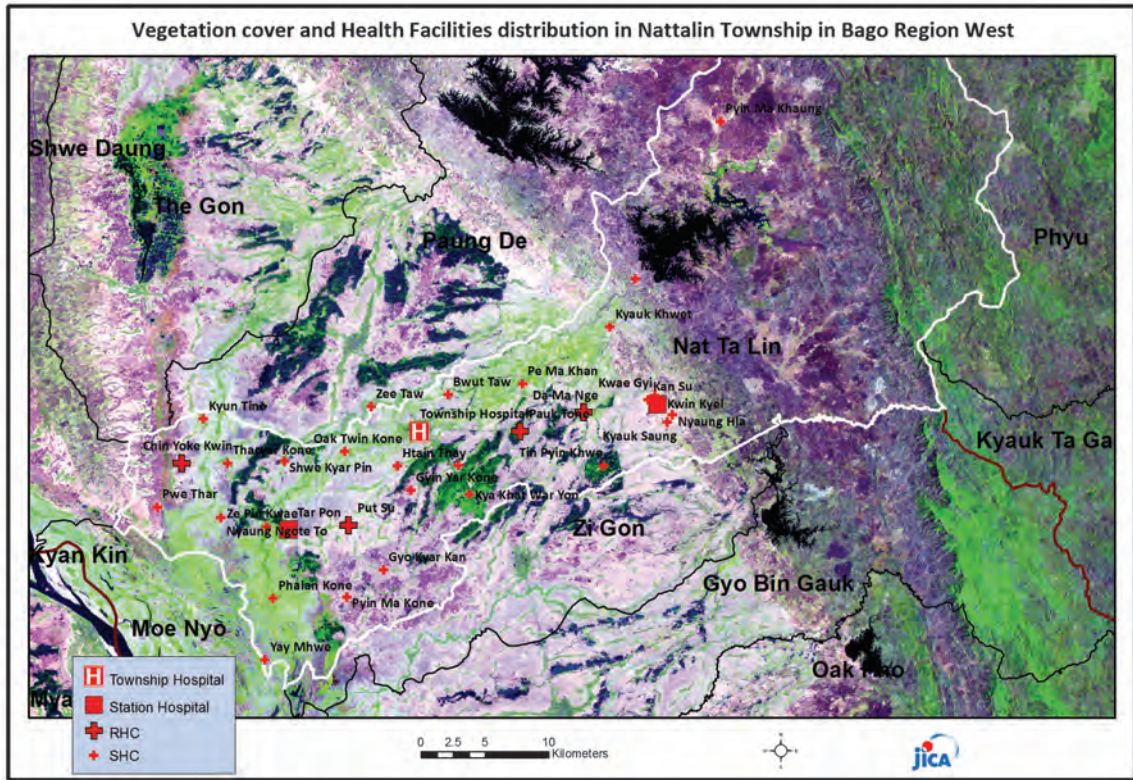 Vegetation cover and Health Facilities distribution in Nattalin Township in Bago Region West
Pyin Ma Khaung
Shwe Daung
The Gon
Paung De
Phyu
Kyauk Khwet
Nat Ta Lin
Pe Ma Khan
Bwut Taw
Kwae Gyi
Kan Su
Zee Taw
Da Ma Nge
Kwin Kyei
Kyun Tine
Township Hospital
Pauk Tone
Nyaung Hla
Kyauk Saung
Kyauk Ta Ga
Oak Twin Kone
Chin Yoke Kwin
Tharyar Kone
Shwe Kyar Pin
Htain Thay
Tin Pyin Khwe
Gyin Yar Kone
Kya Khat War Yon
Pwe Thar
Ze Pin Kwae
Tar Pon
Put Su
Nyaung Ngote To
Zi Gon
Kyan Kin
Gyo Kyar Kan
Gyo Bin Gauk
Phalan Kone
Pyin Ma Kone
Moe Nyo
Yay Mhwe
Oak Pho
Mya
H Township Hospital
Station Hospital
RHC
SHC
0 2.5 5 10
Kilometers
jICA